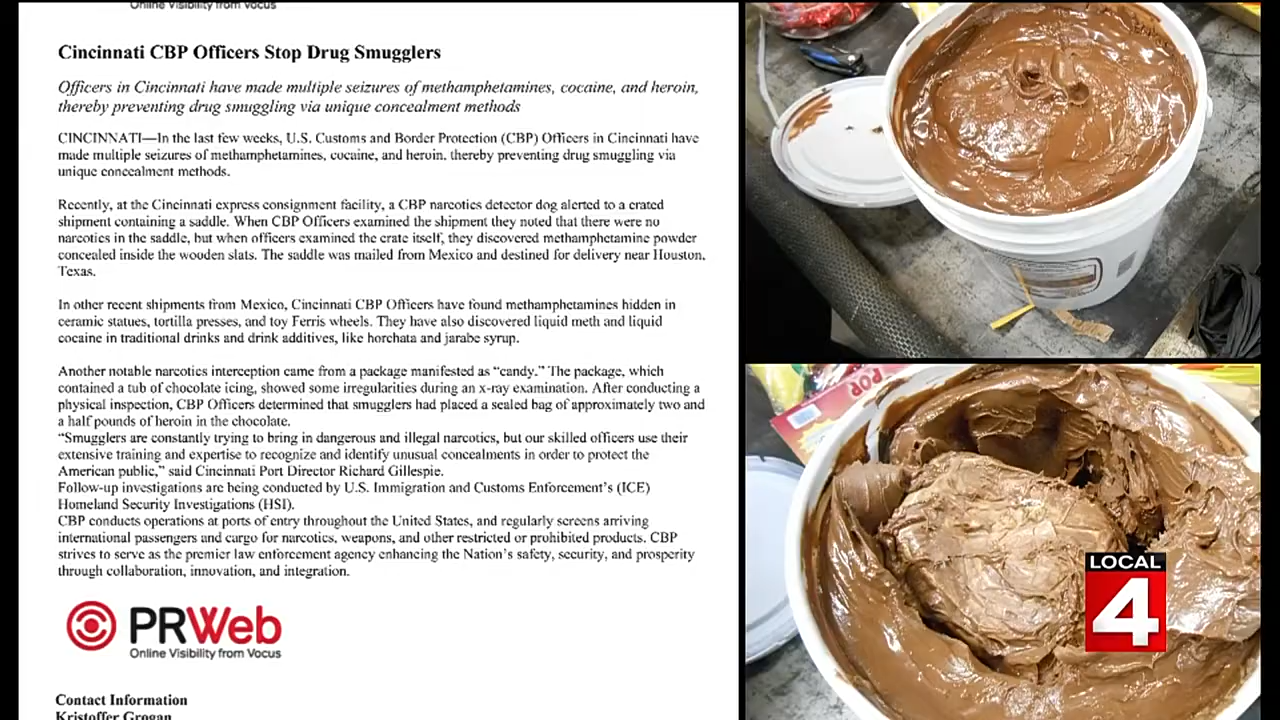 Online Visibility from Vocus
Cincinnati CBP Officers Stop Drug Smugglers
Officers in Cincinnati have made multiple seizures of methamphetamines, cocaine, and heroin,
thereby preventing drug smuggling via unique concealment methods
CINCINNATI—In the last few weeks, U.S. Customs and Border Protection (CBP) Officers in Cincinnati have
made multiple seizures of methamphetamines, cocaine, and heroin, thereby preventing drug smuggling via
unique concealment methods.
Recently, at the Cincinnati express consignment facility, a CBP narcotics detector dog alerted to a crated
shipment containing a saddle. When CBP Officers examined the shipment they noted that there were no
narcotics in the saddle, but when officers examined the crate itself, they discovered methamphetamine powder
concealed inside the wooden slats. The saddle was mailed from Mexico and destined for delivery near Houston,
Texas.
In other recent shipments from Mexico, Cincinnati CBP Officers have found methamphetamines hidden in
ceramic statues, tortilla presses, and toy Ferris wheels. They have also discovered liquid meth and liquid
cocaine in traditional drinks and drink additives, like horchata and jarabe syrup.
Another notable narcotics interception came from a package manifested as “candy.” The package, which
contained a tub of chocolate icing, showed some irregularities during an x-ray examination. After conducting a
physical inspection, CBP Officers determined that smugglers had placed a sealed bag of approximately two and
a half pounds of heroin in the chocolate.
“Smugglers are constantly trying to bring in dangerous and illegal narcotics, but our skilled officers use their
extensive training and expertise to recognize and identify unusual concealments in order to protect the
American public,” said Cincinnati Port Director Richard Gillespie.
Follow-up investigations are being conducted by U.S. Immigration and Customs Enforcement’s (ICE)
Homeland Security Investigations (HSI).
CBP conducts operations at ports of entry throughout the United States, and regularly screens arriving
international passengers and cargo for narcotics, weapons, and other restricted or prohibited products. CBP
strives to serve as the premier law enforcement agency enhancing the Nation’s safety, security, and prosperity
through collaboration, innovation, and integration.
PRWeb
Online Visibility from Vocus
Contact Information
Kristoffer Grogan
POP
LOCAL
4